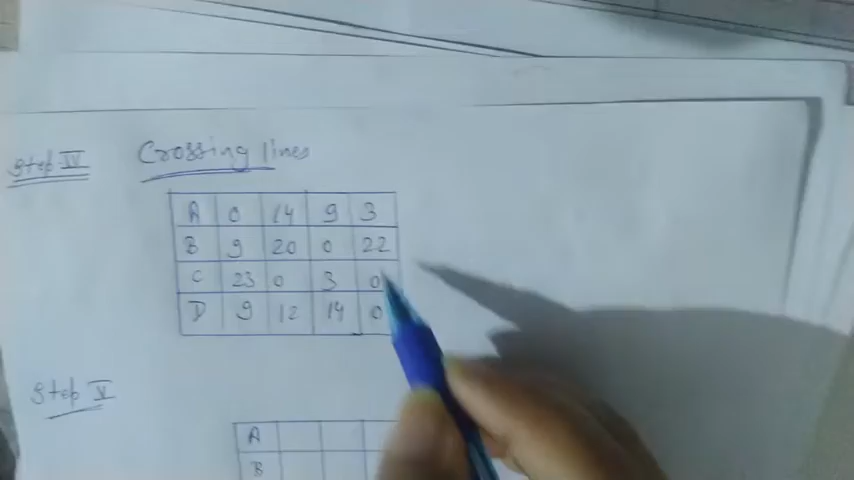 Step IV Crossing lines
A 0 14 9 3
B 9 20 0 22
C 23 0 3 0
D 9 12 14 0
Step V
A
B